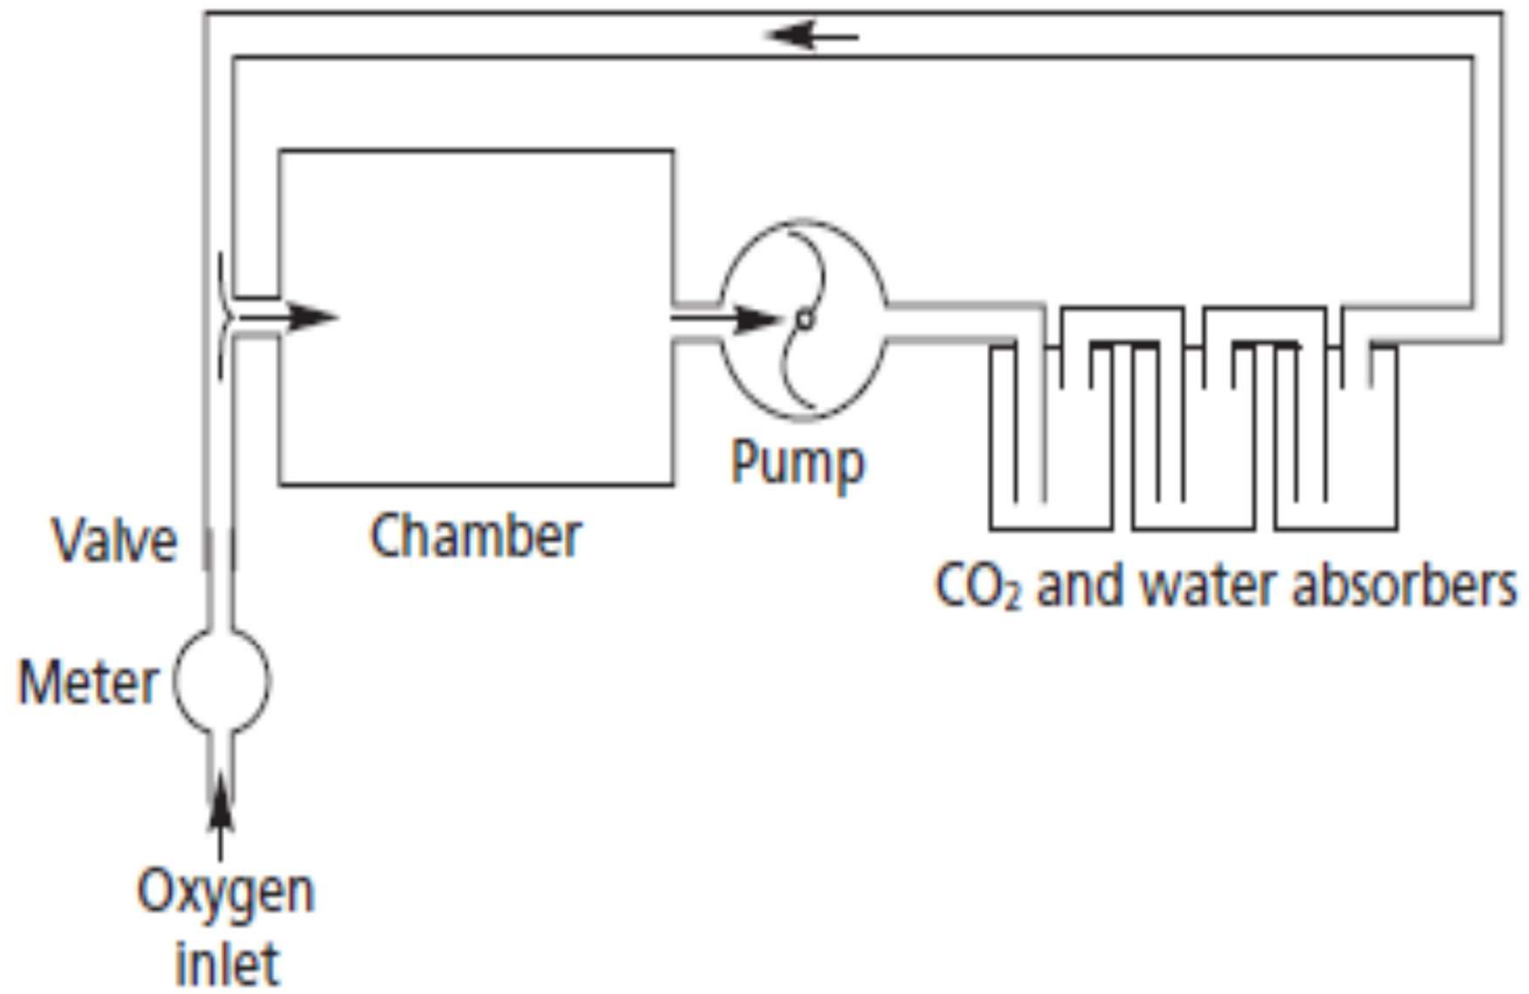 Pump
Valve
Chamber
CO₂ and water absorbers
Meter
Oxygen
inlet